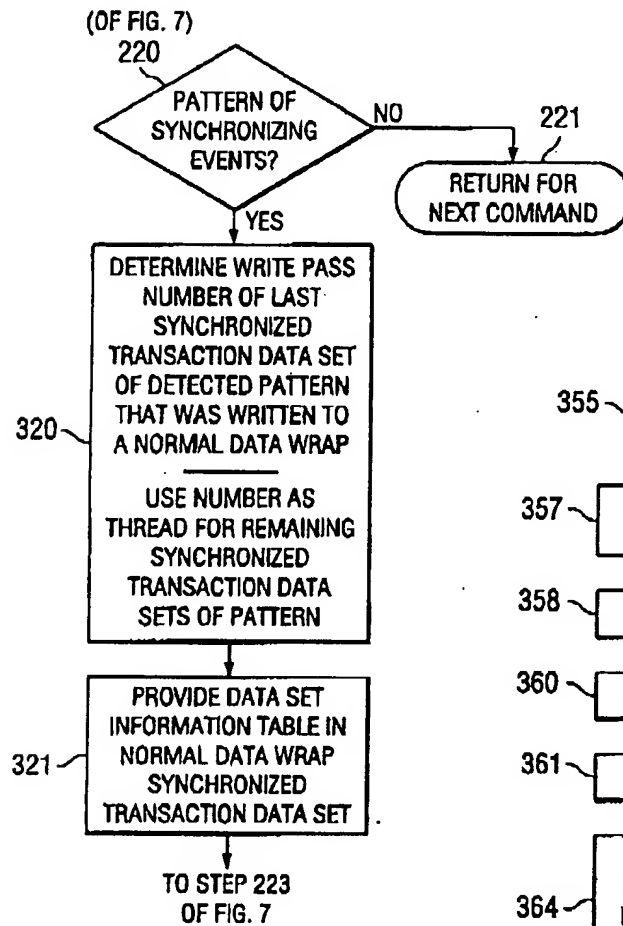 (OF FIG. 7)
220
PATTERN OF
SYNCHRONIZING
EVENTS?
NO
221
RETURN FOR
NEXT COMMAND
YES
DETERMINE WRITE PASS
NUMBER OF LAST
SYNCHRONIZED
TRANSACTION DATA SET
OF DETECTED PATTERN
THAT WAS WRITTEN TO
A NORMAL DATA WRAP
320
USE NUMBER AS
THREAD FOR REMAINING
SYNCHRONIZED
TRANSACTION DATA
SETS OF PATTERN
PROVIDE DATA SET
INFORMATION TABLE IN
NORMAL DATA WRAP
SYNCHRONIZED
TRANSACTION DATA SET
321
TO STEP 223
OF FIG. 7
355
357
358
360
361
364